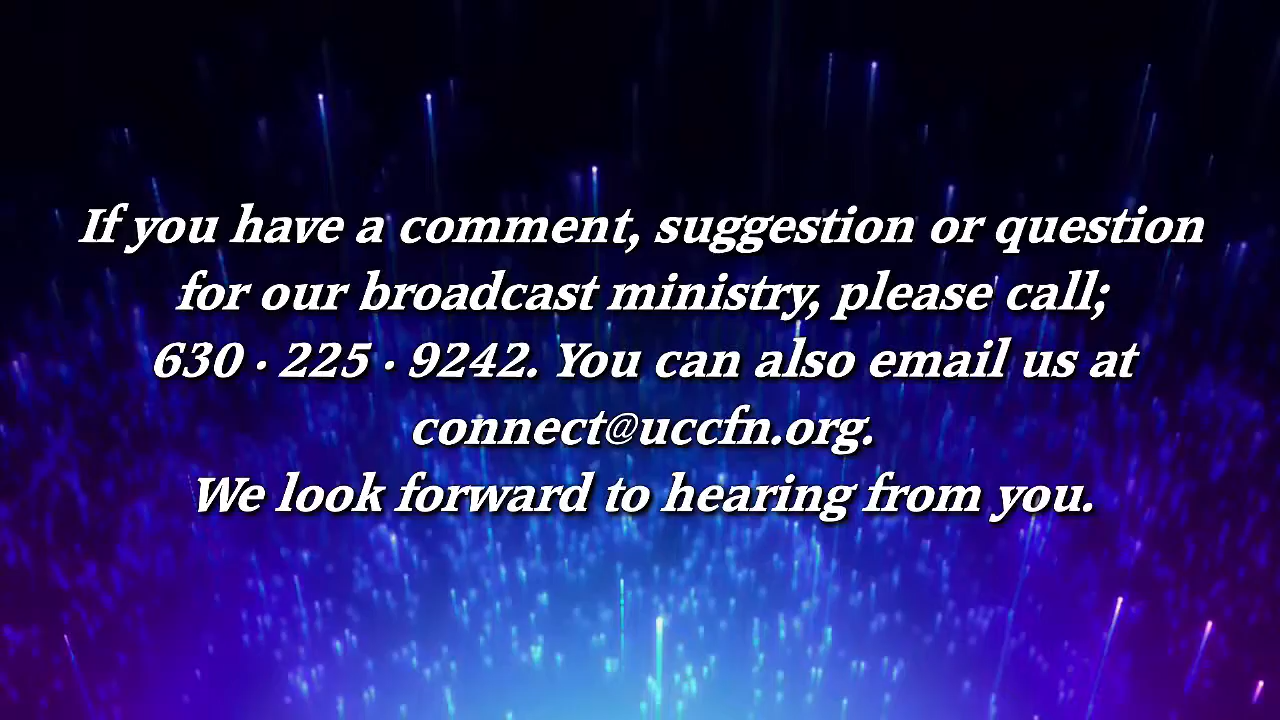 If you have a comment, suggestion or question
for our broadcast ministry, please call;
630 · 225 · 9242. You can also email us at
connect@uccfn.org.
We look forward to hearing from you.